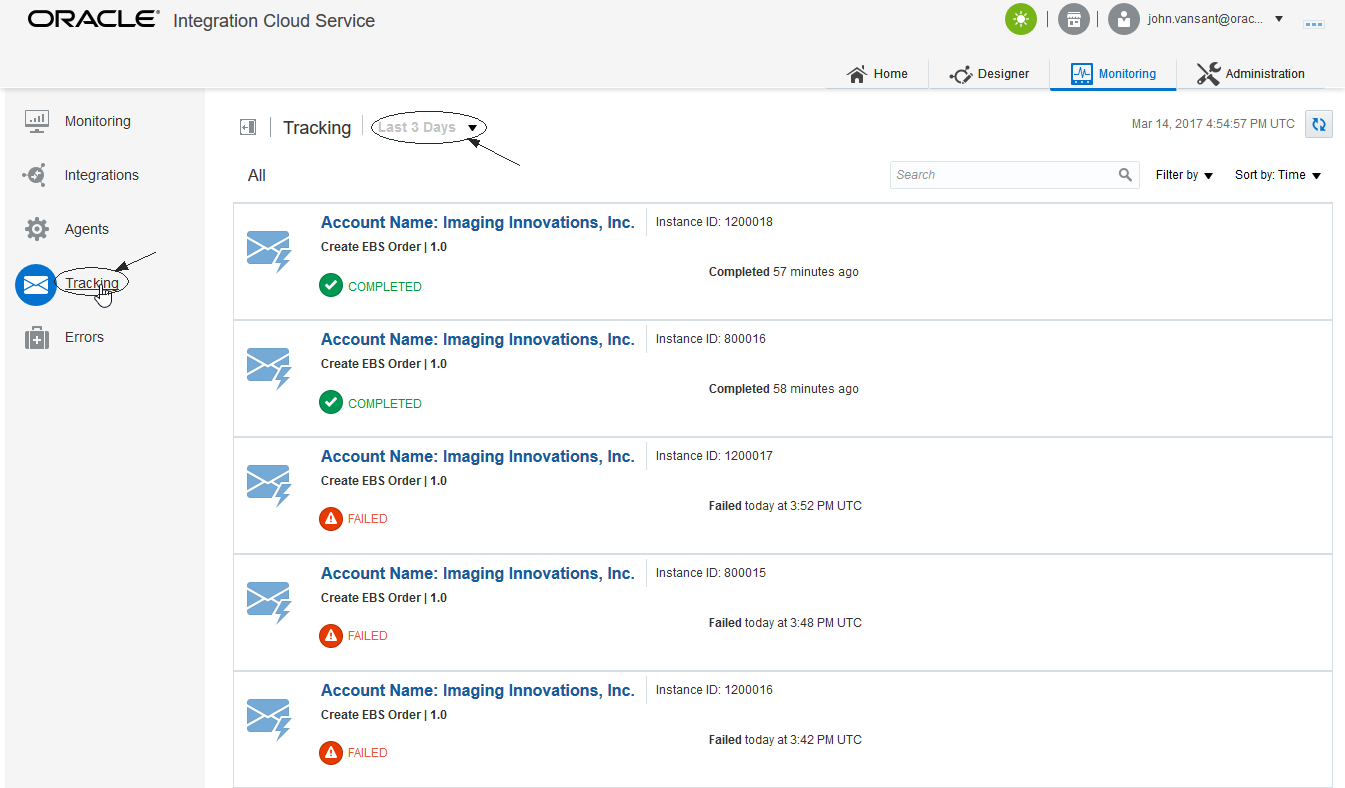 ORACLE® Integration Cloud Service
john.vansant@orac...
Home
Designer
Monitoring
Administration
Monitoring
Integrations
Agents
Tracking
Errors
Tracking
Last 3 Days
Mar 14, 2017 4:54:57 PM UTC
All
Search
Filter by
Sort by: Time
Account Name: Imaging Innovations, Inc.
Instance ID: 1200018
Create EBS Order | 1.0
Completed 57 minutes ago
COMPLETED
Account Name: Imaging Innovations, Inc.
Instance ID: 800016
Create EBS Order | 1.0
Completed 58 minutes ago
COMPLETED
Account Name: Imaging Innovations, Inc.
Instance ID: 1200017
Create EBS Order | 1.0
Failed today at 3:52 PM UTC
FAILED
Account Name: Imaging Innovations, Inc.
Instance ID: 800015
Create EBS Order | 1.0
Failed today at 3:48 PM UTC
FAILED
Account Name: Imaging Innovations, Inc.
Instance ID: 1200016
Create EBS Order | 1.0
Failed today at 3:42 PM UTC
FAILED